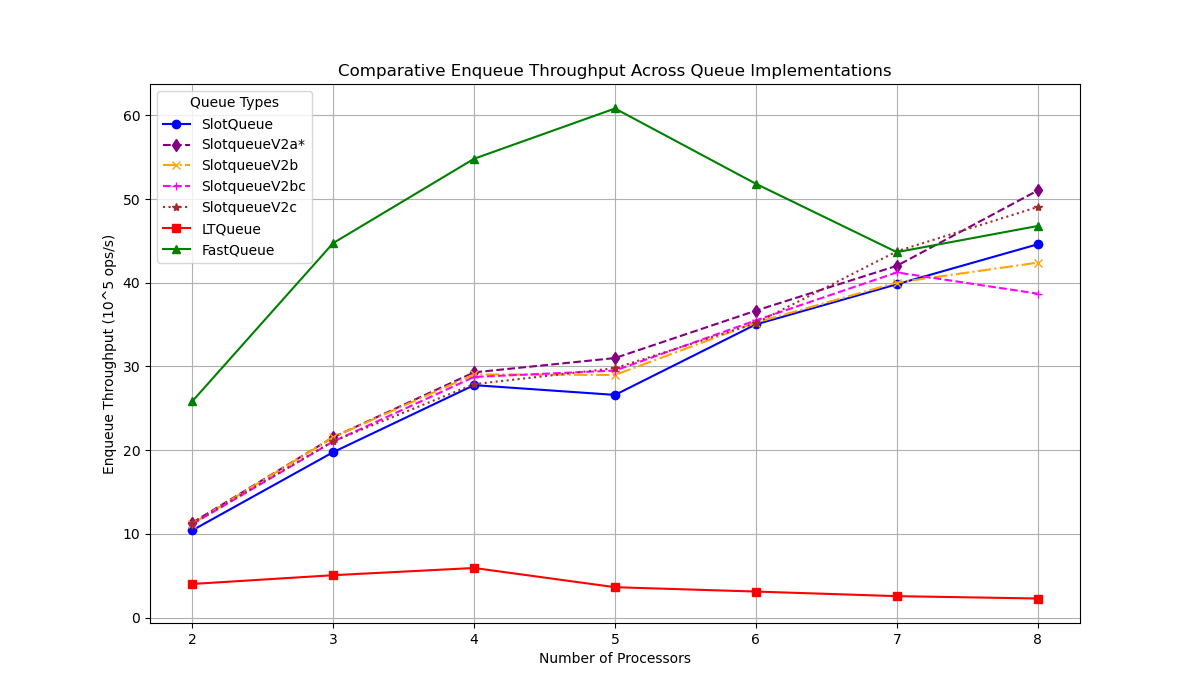 Comparative Enqueue Throughput Across Queue Implementations
Queue Types
SlotQueue
SlotqueueV2a*
SlotqueueV2b
SlotqueueV2bc
SlotqueueV2c
LTQueue
FastQueue
Enqueue Throughput (10^5 ops/s)
60
50
40
30
20
10
0
2 3 4 5 6 7 8
Number of Processors